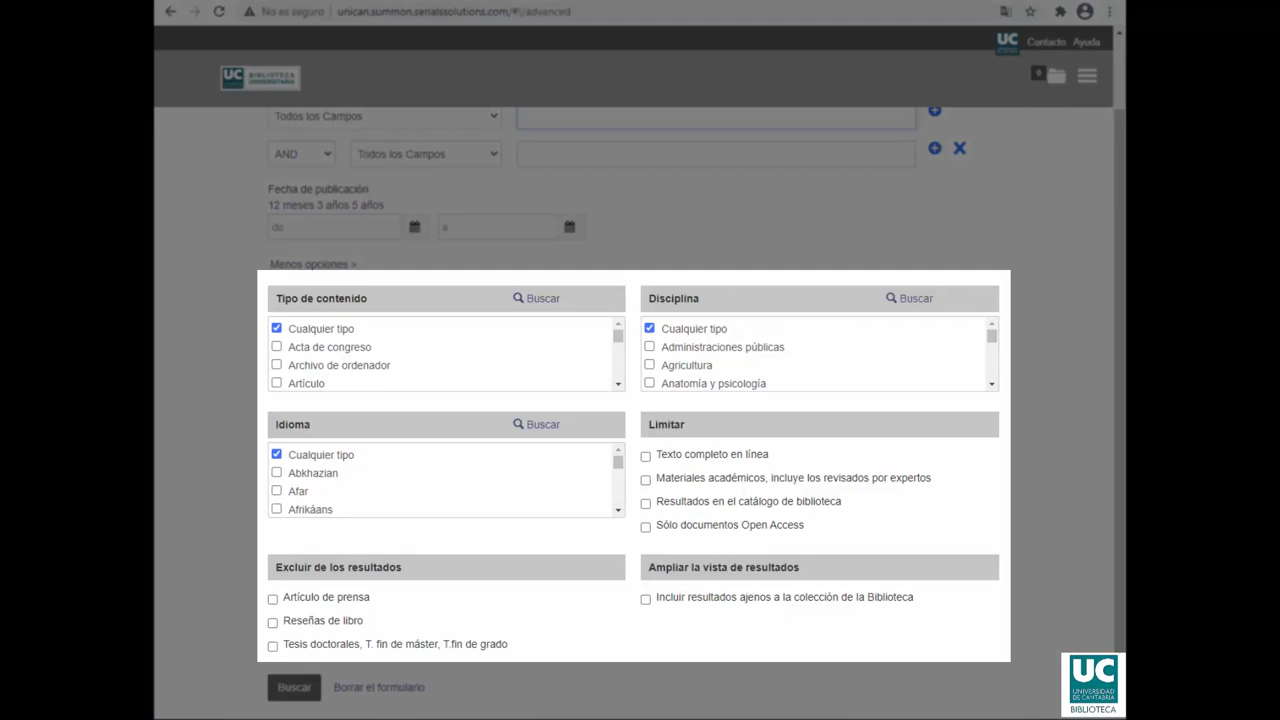 No es seguro unican.summon.serialssolutions.com/#!/advanced
UC Contacto Ayuda
UC BIBLIOTECA UNIVERSITARIA
0
Todos los Campos
AND Todos los Campos
Fecha de publicación
12 meses 3 años 5 años
de a
Menos opciones >
Tipo de contenido Buscar
Cualquier tipo
Acta de congreso
Archivo de ordenador
Artículo
Disciplina Buscar
Cualquier tipo
Administraciones públicas
Agricultura
Anatomía y psicología
Idioma Buscar
Cualquier tipo
Abkhazian
Afar
Afrikáans
Limitar
Texto completo en línea
Materiales académicos, incluye los revisados por expertos
Resultados en el catálogo de biblioteca
Sólo documentos Open Access
Excluir de los resultados
Artículo de prensa
Reseñas de libro
Tesis doctorales, T. fin de máster, T.fin de grado
Ampliar la vista de resultados
Incluir resultados ajenos a la colección de la Biblioteca
Buscar Borrar el formulario
UC
UNIVERSIDAD
DE CANTABRIA
BIBLIOTECA